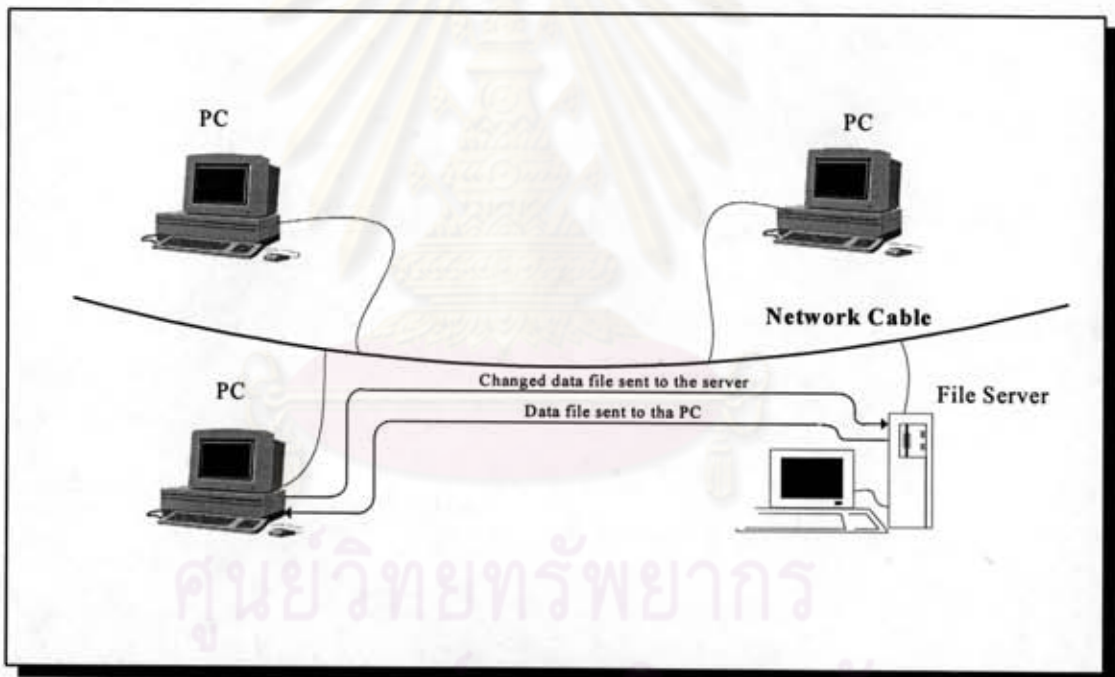 PC
PC
Network Cable
PC
Changed data file sent to the server
File Server
Data file sent to tha PC
ศูนย์วิทยทรัพยากร